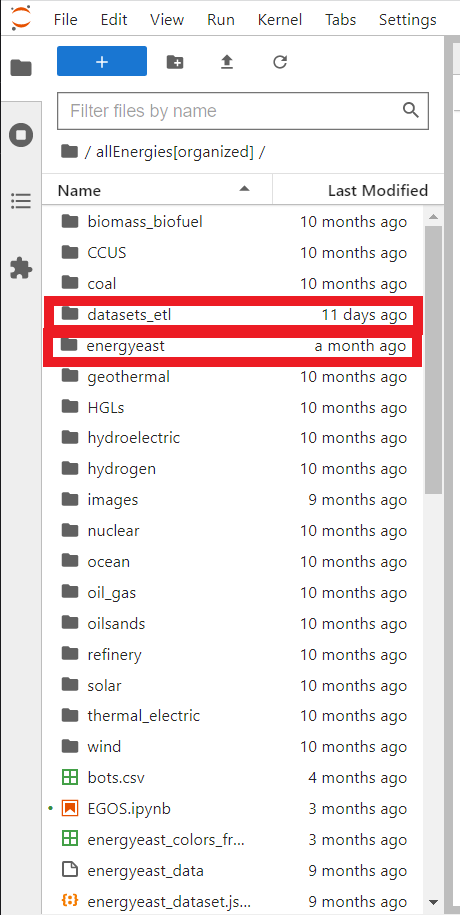 File Edit View Run Kernel Tabs Settings
Filter files by name
/ allEnergies[organized] /
Name Last Modified
biomass_biofuel 10 months ago
CCUS 10 months ago
coal 10 months ago
datasets_etl 11 days ago
energyeast a month ago
geothermal 10 months ago
HGLs 10 months ago
hydroelectric 10 months ago
hydrogen 10 months ago
images 9 months ago
nuclear 10 months ago
ocean 10 months ago
oil_gas 10 months ago
oilsands 10 months ago
refinery 10 months ago
solar 10 months ago
thermal_electric 10 months ago
wind 10 months ago
bots.csv 4 months ago
EGOS.ipynb 3 months ago
energyeast_colors_fr... 3 months ago
energyeast_data 9 months ago
energyeast_dataset.js... 9 months ago